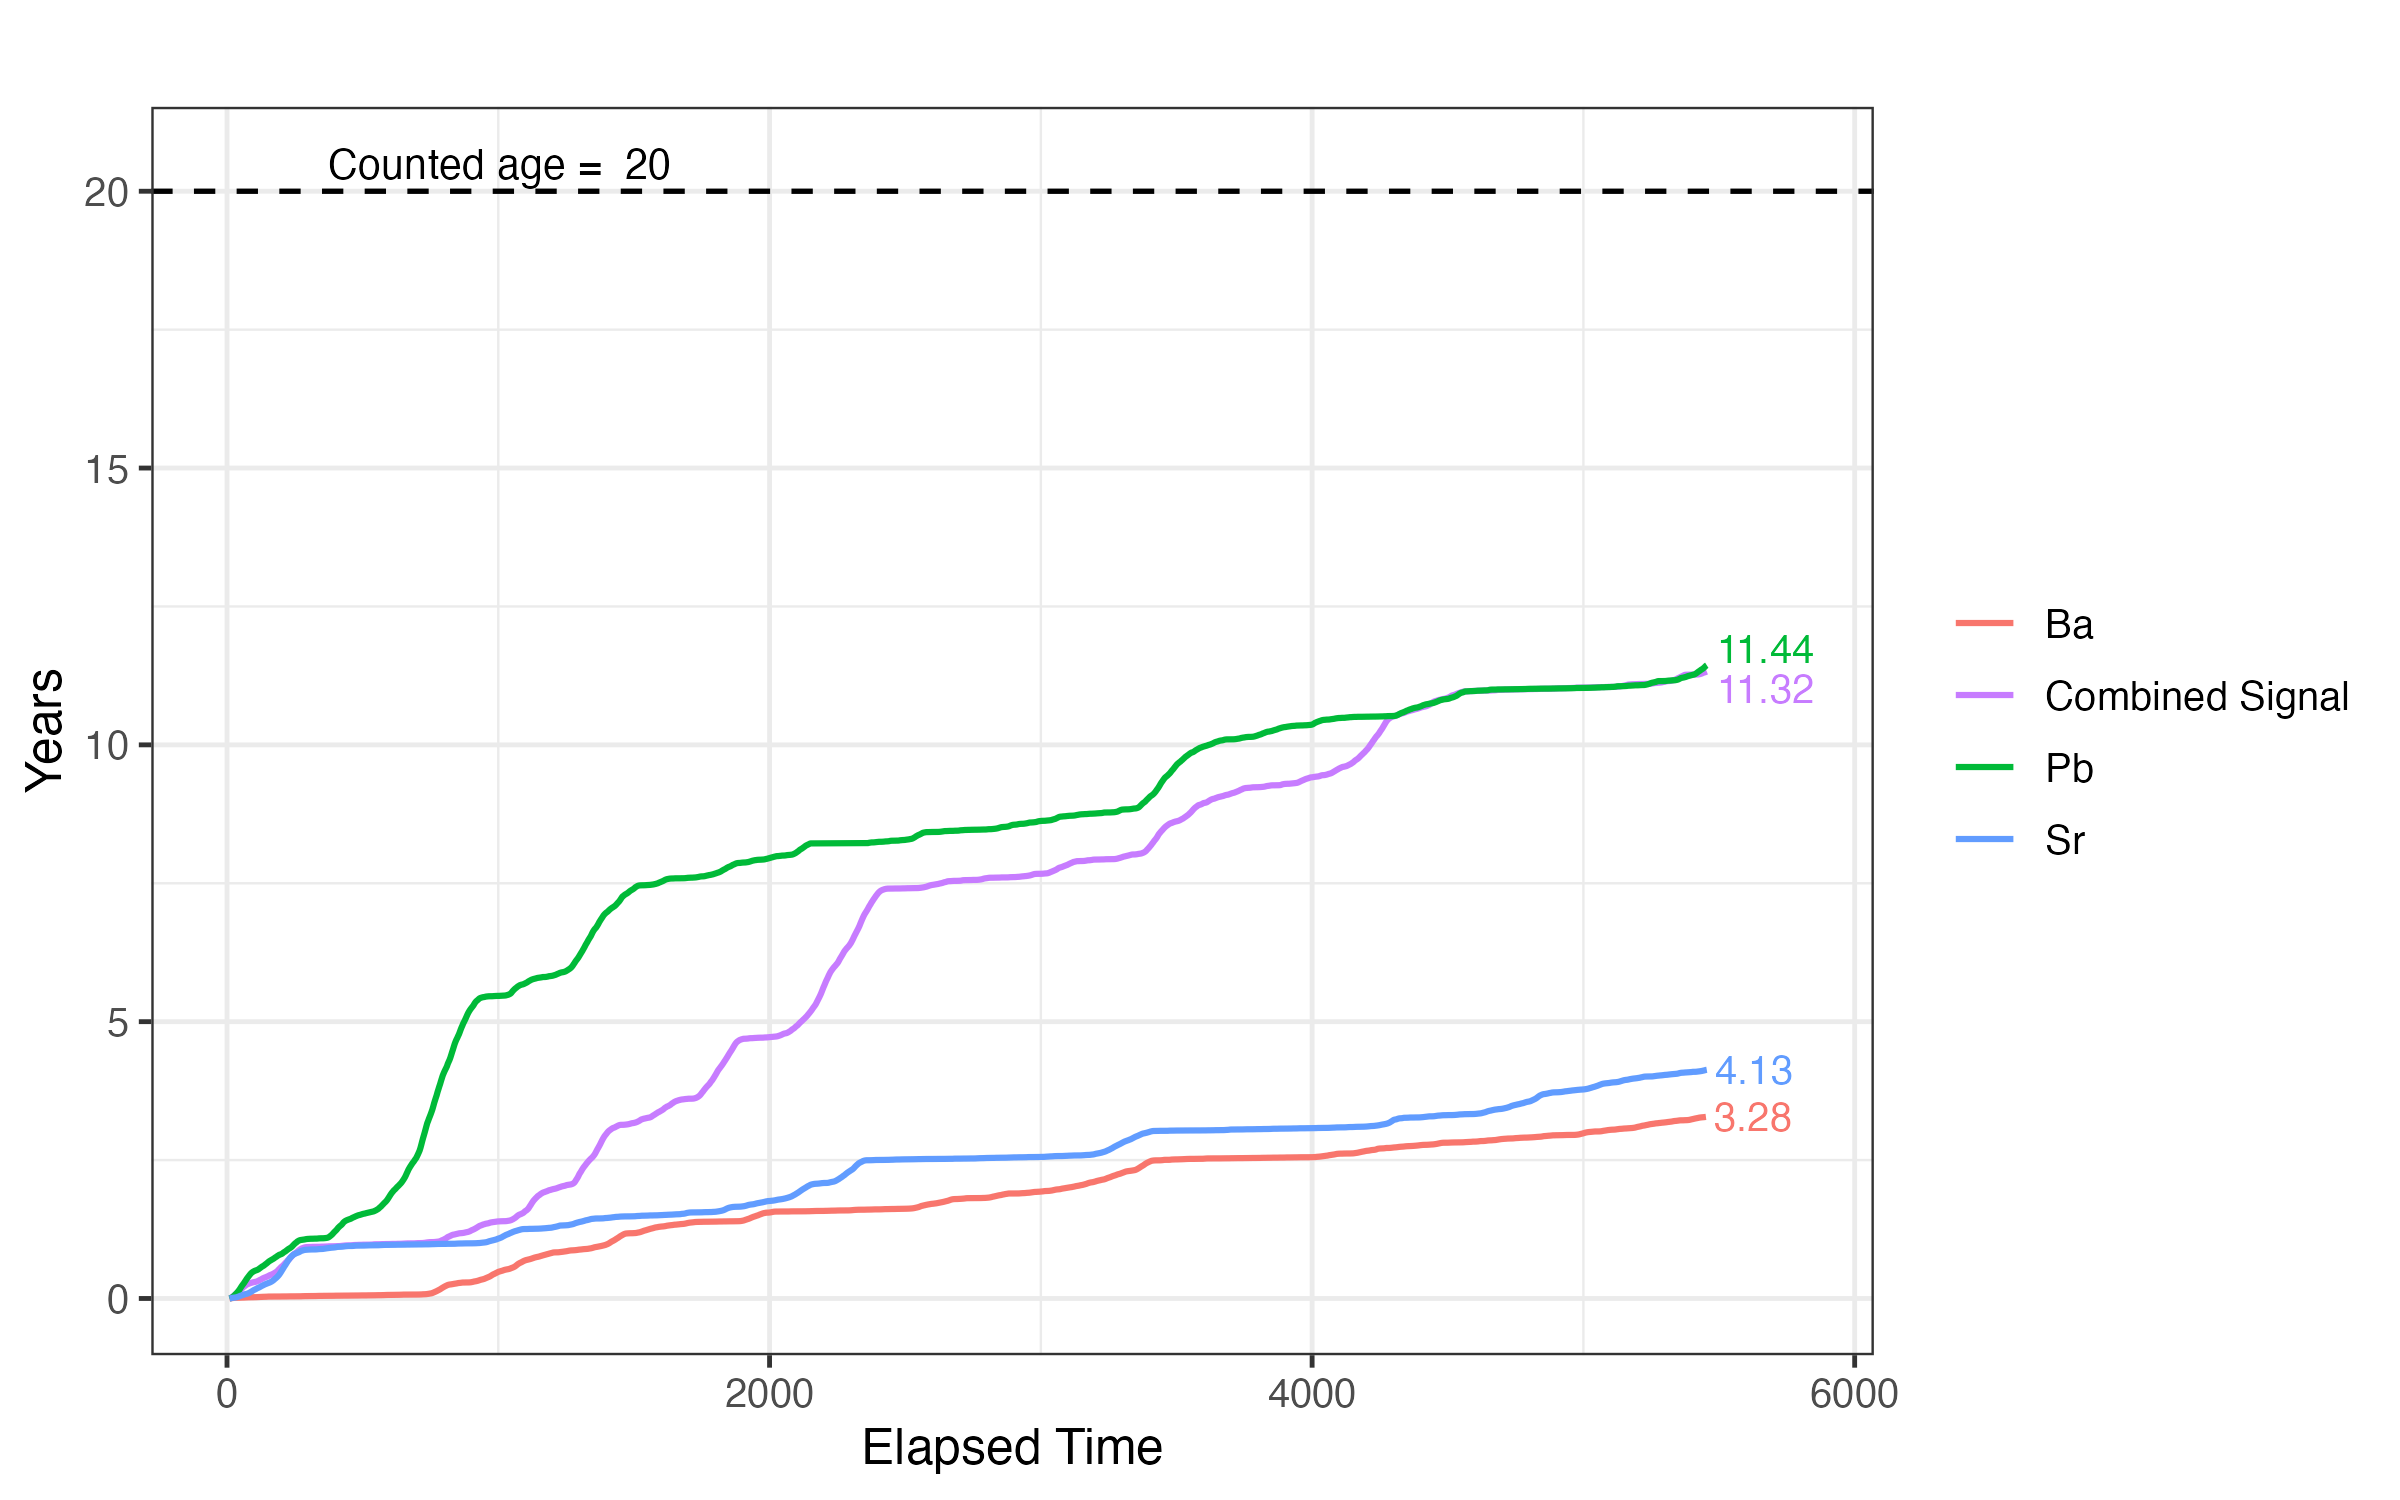 Counted age = 20
20
15
10
5
0
Years
11.44
11.32
4.13
3.28
0
2000
4000
6000
Elapsed Time
Ba
Combined Signal
Pb
Sr